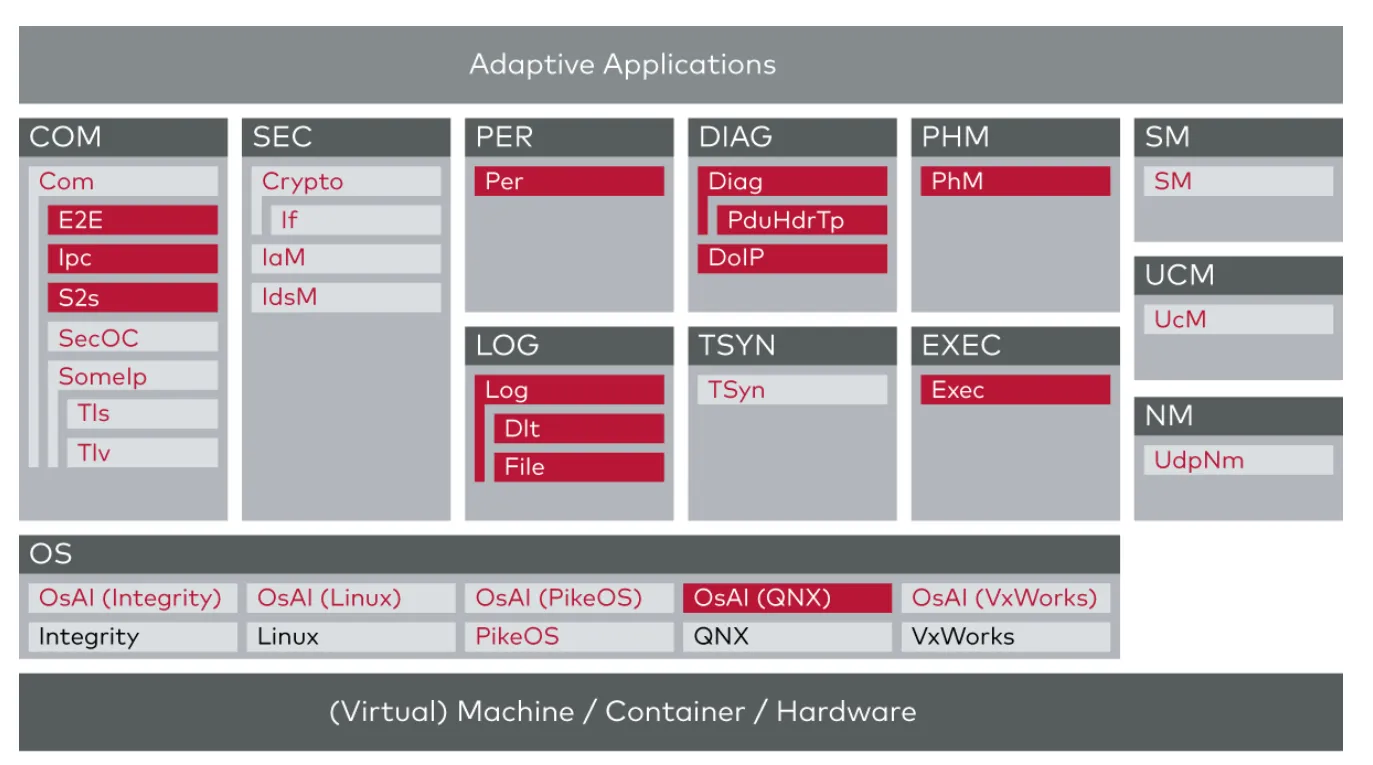 Adaptive Applications
COM
Com
E2E
Ipc
S2s
SecOC
SomeIp
Tls
Tlv
SEC
Crypto
If
IaM
IdsM
PER
Per
LOG
Log
Dlt
File
DIAG
Diag
PduHdrTp
DoIP
TSYN
TSyn
PHM
PhM
EXEC
Exec
SM
SM
UCM
UcM
NM
UdpNm
OS
OsAl (Integrity) OsAl (Linux) OsAl (PikeOS) OsAl (QNX) OsAl (VxWorks)
Integrity Linux PikeOS QNX VxWorks
(Virtual) Machine / Container / Hardware